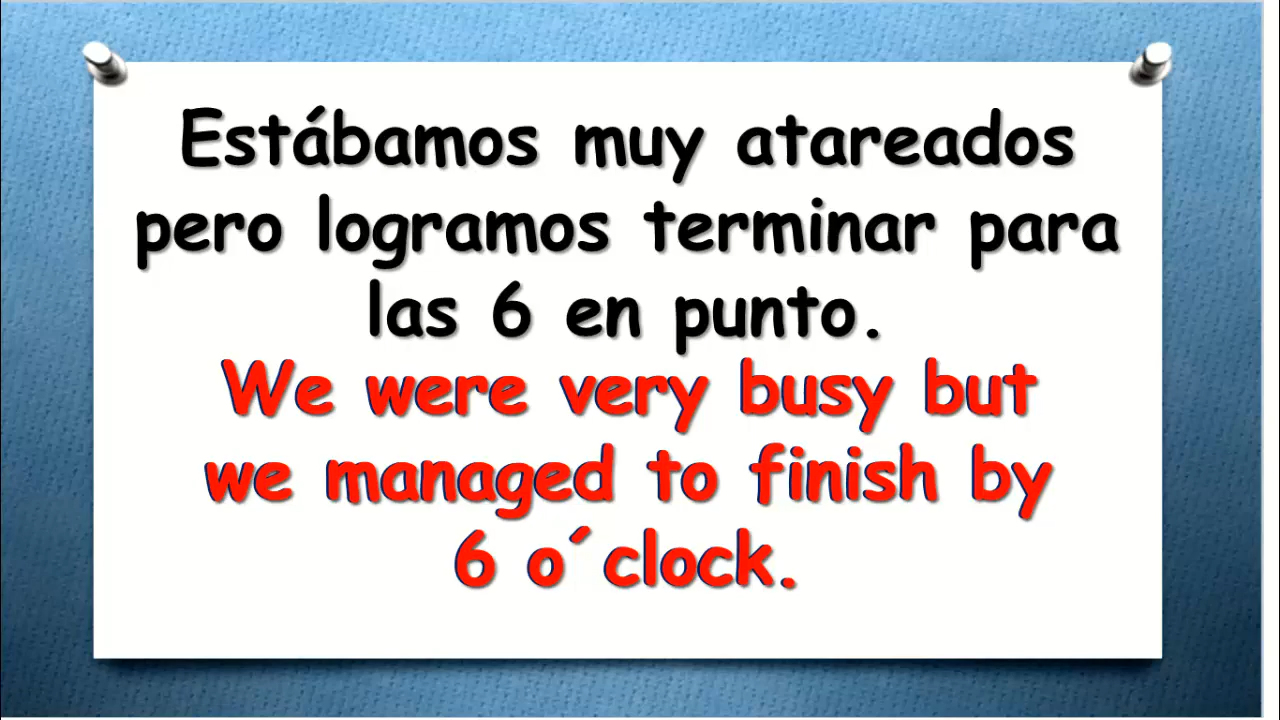 Estábamos muy atareados
pero logramos terminar para
las 6 en punto.
We were very busy but
we managed to finish by
6 o´clock.